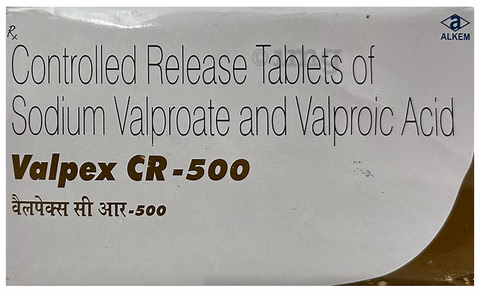 Rx
ALKEM
Controlled Release Tablets of
Sodium Valproate and Valproic Acid
Valpex CR-500
वैलपेक्स सी आर-500